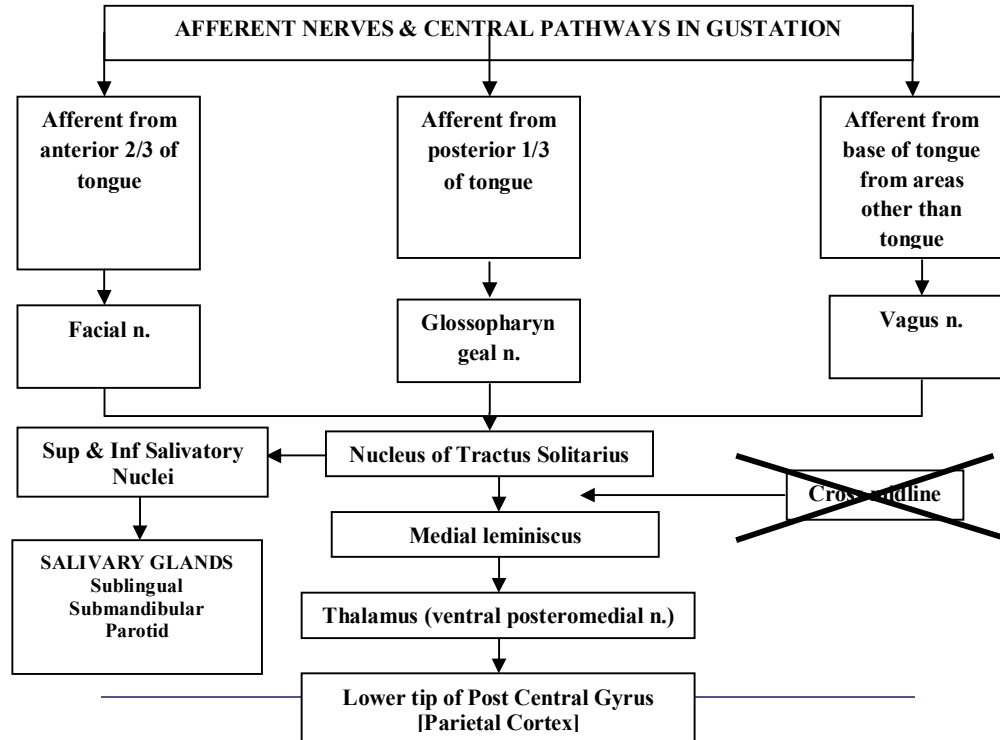 AFFERENT NERVES & CENTRAL PATHWAYS IN GUSTATION
Afferent from
anterior 2/3 of
tongue
Afferent from
posterior 1/3
of tongue
Afferent from
base of tongue
from areas
other than
tongue
Facial n.
Glossopharyn
geal n.
Vagus n.
Sup & Inf Salivatory
Nuclei
Nucleus of Tractus Solitarius
Cross midline
Medial leminiscus
SALIVARY GLANDS
Sublingual
Submandibular
Parotid
Thalamus (ventral posteromedial n.)
Lower tip of Post Central Gyrus
[Parietal Cortex]